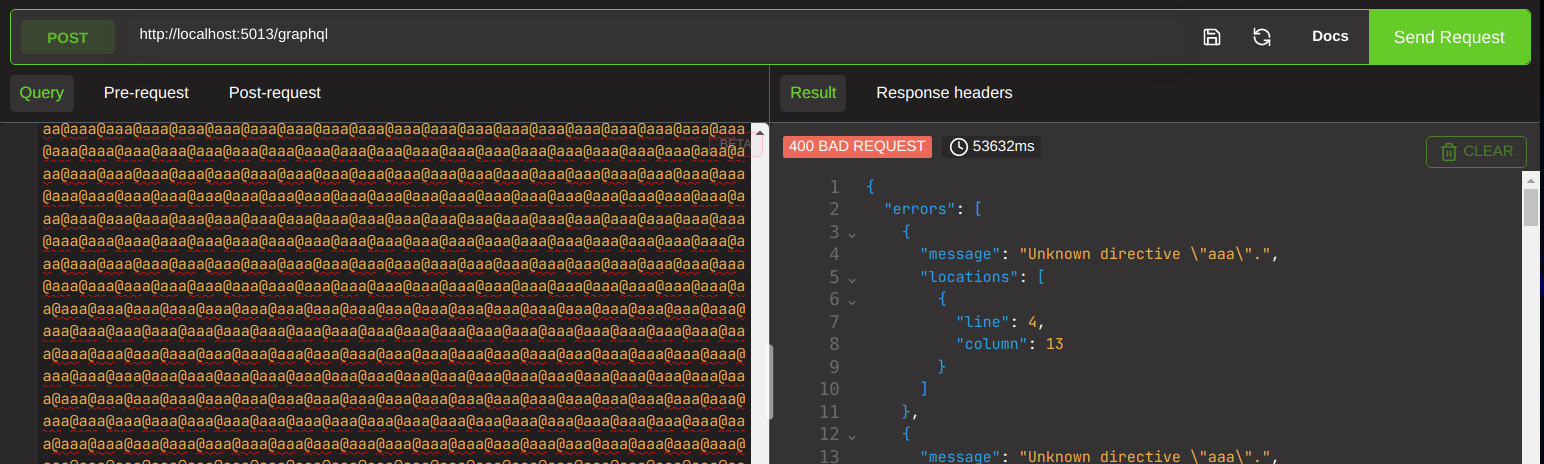 POST
http://localhost:5013/graphql
Docs
Send Request
Query
Pre-request
Post-request
Result
Response headers
aa@aaa@aaa@aaa@aaa@aaa@aaa@aaa@aaa@aaa@aaa@aaa@aaa@aaa@aaa@aaa@aaa@aaa@aaa@aaa
@aaa@aaa@aaa@aaa@aaa@aaa@aaa@aaa@aaa@aaa@aaa@aaa@aaa@aaa@aaa@aaa@aaa@aaa@aaa@a
aa@aaa@aaa@aaa@aaa@aaa@aaa@aaa@aaa@aaa@aaa@aaa@aaa@aaa@aaa@aaa@aaa@aaa@aaa@aaa
@aaa@aaa@aaa@aaa@aaa@aaa@aaa@aaa@aaa@aaa@aaa@aaa@aaa@aaa@aaa@aaa@aaa@aaa@aaa@a
aa@aaa@aaa@aaa@aaa@aaa@aaa@aaa@aaa@aaa@aaa@aaa@aaa@aaa@aaa@aaa@aaa@aaa@aaa@aaa
@aaa@aaa@aaa@aaa@aaa@aaa@aaa@aaa@aaa@aaa@aaa@aaa@aaa@aaa@aaa@aaa@aaa@aaa@aaa@a
aa@aaa@aaa@aaa@aaa@aaa@aaa@aaa@aaa@aaa@aaa@aaa@aaa@aaa@aaa@aaa@aaa@aaa@aaa@aaa
@aaa@aaa@aaa@aaa@aaa@aaa@aaa@aaa@aaa@aaa@aaa@aaa@aaa@aaa@aaa@aaa@aaa@aaa@aaa@a
a@aaa@aaa@aaa@aaa@aaa@aaa@aaa@aaa@aaa@aaa@aaa@aaa@aaa@aaa@aaa@aaa@aaa@aaa@aaa@
aaa@aaa@aaa@aaa@aaa@aaa@aaa@aaa@aaa@aaa@aaa@aaa@aaa@aaa@aaa@aaa@aaa@aaa@aaa@aa
a@aaa@aaa@aaa@aaa@aaa@aaa@aaa@aaa@aaa@aaa@aaa@aaa@aaa@aaa@aaa@aaa@aaa@aaa@aaa@
aaa@aaa@aaa@aaa@aaa@aaa@aaa@aaa@aaa@aaa@aaa@aaa@aaa@aaa@aaa@aaa@aaa@aaa@aaa@aa
a@aaa@aaa@aaa@aaa@aaa@aaa@aaa@aaa@aaa@aaa@aaa@aaa@aaa@aaa@aaa@aaa@aaa@aaa@aaa@
aaa@aaa@aaa@aaa@aaa@aaa@aaa@aaa@aaa@aaa@aaa@aaa@aaa@aaa@aaa@aaa@aaa@aaa@aaa@aa
a@aaa@aaa@aaa@aaa@aaa@aaa@aaa@aaa@aaa@aaa@aaa@aaa@aaa@aaa@aaa@aaa@aaa@aaa@aaa@
BETA
400 BAD REQUEST
53632ms
CLEAR
1 {
2 "errors": [
3 {
4 "message": "Unknown directive \"aaa\".",
5 "locations": [
6 {
7 "line": 4,
8 "column": 13
9 }
10 ]
11 },
12 {
13 "message": "Unknown directive \"aaa\".",